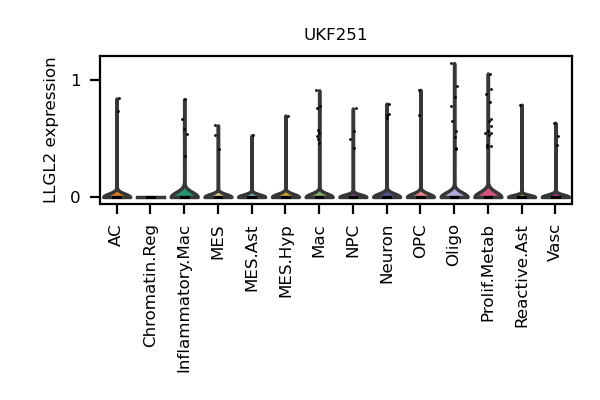 UKF251
LLGL2 expression
1
0
AC
Chromatin.Reg
Inflammatory.Mac
MES
MES.Ast
MES.Hyp
Mac
NPC
Neuron
OPC
Oligo
Prolif.Metab
Reactive.Ast
Vasc